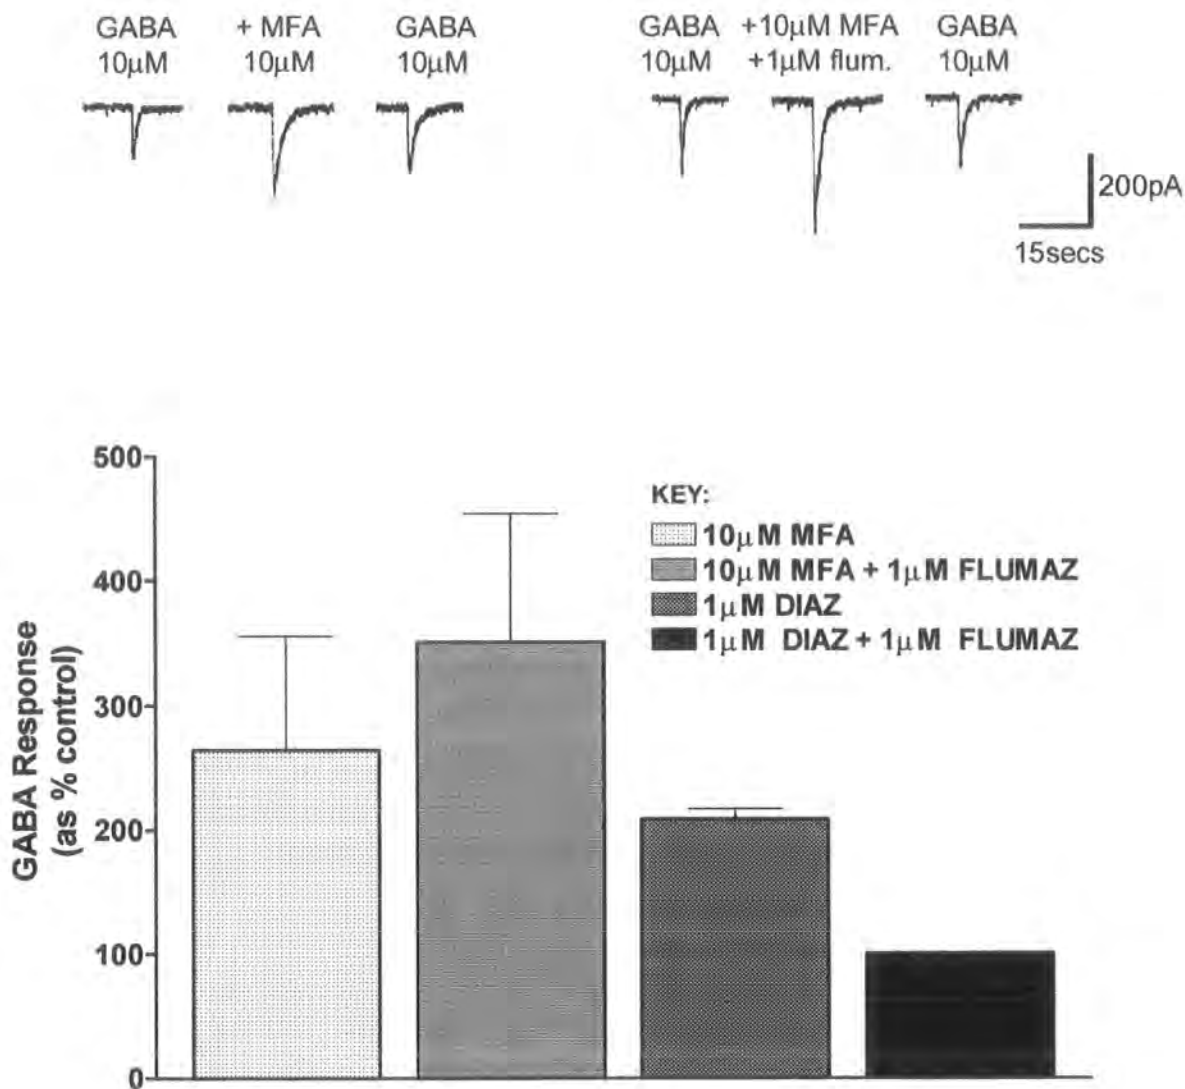 GABA + MFA GABA GABA +10μM MFA GABA
10μM 10μM 10μM 10μM +1μM flum. 10μM
200pA
15secs
500
400
300
200
100
0
GABA Response
(as % control)
KEY:
10μM MFA
10μM MFA + 1μM FLUMAZ
1μM DIAZ
1μM DIAZ + 1μM FLUMAZ